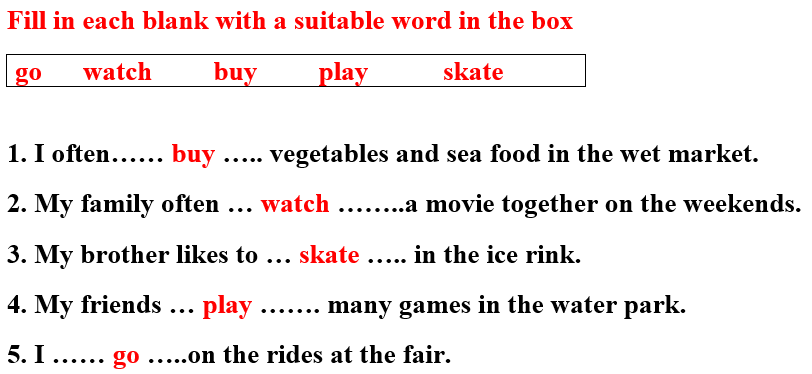 Fill in each blank with a suitable word in the box
go watch buy play skate
1. I often…… buy ….. vegetables and sea food in the wet market.
2. My family often … watch ……..a movie together on the weekends.
3. My brother likes to … skate ….. in the ice rink.
4. My friends … play ……. many games in the water park.
5. I …… go …..on the rides at the fair.